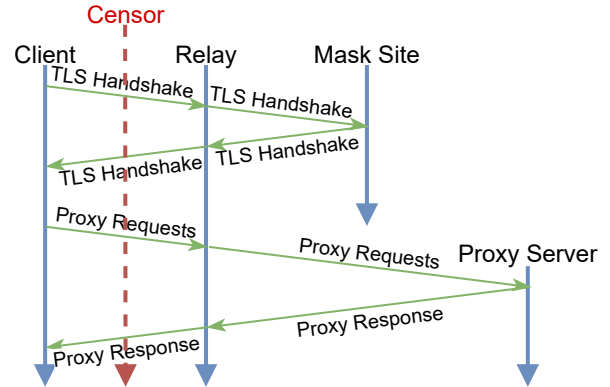 Censor
Client
Relay
Mask Site
TLS Handshake
TLS Handshake
TLS Handshake
TLS Handshake
Proxy Requests
Proxy Requests
Proxy Server
Proxy Response
Proxy Response